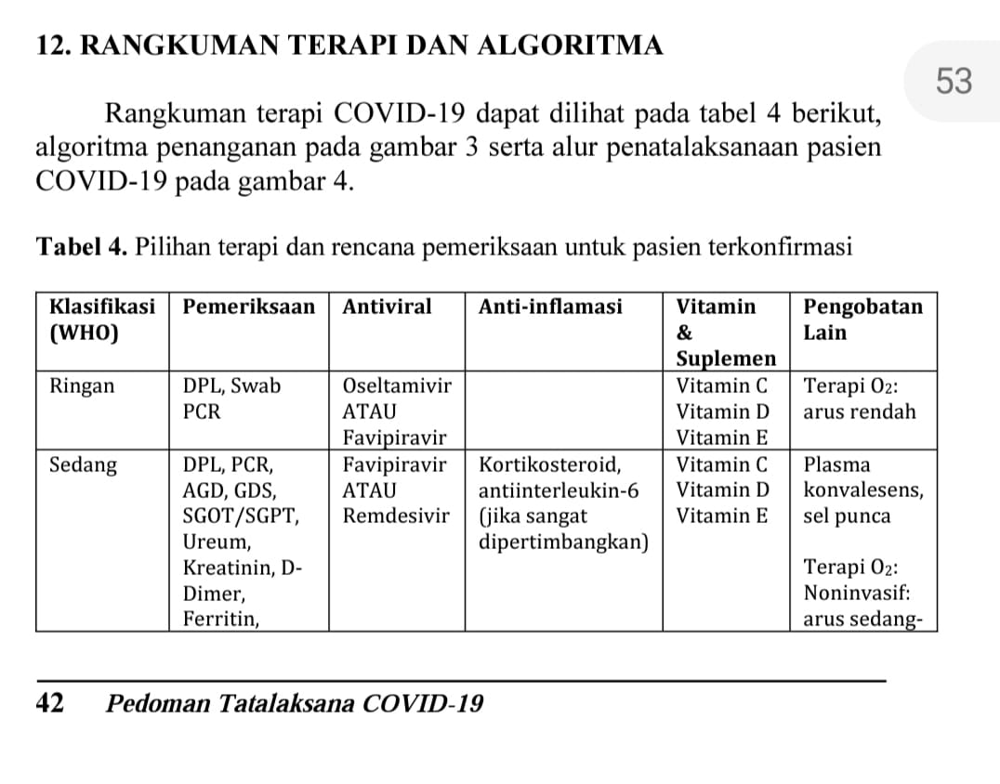 12. RANGKUMAN TERAPI DAN ALGORITMA
53
Rangkuman terapi COVID-19 dapat dilihat pada tabel 4 berikut,
algoritma penanganan pada gambar 3 serta alur penatalaksanaan pasien
COVID-19 pada gambar 4.
Tabel 4. Pilihan terapi dan rencana pemeriksaan untuk pasien terkonfirmasi
Klasifikasi
(WHO)
Pemeriksaan
Antiviral
Anti-inflamasi
Vitamin
&
Suplemen
Pengobatan
Lain
Ringan
DPL, Swab
PCR
Oseltamivir
ATAU
Favipiravir
Vitamin C
Vitamin D
Vitamin E
Terapi O₂:
arus rendah
Sedang
DPL, PCR,
AGD, GDS,
SGOT/SGPT,
Ureum,
Kreatinin, D-
Dimer,
Ferritin,
Favipiravir
ATAU
Remdesivir
Kortikosteroid,
antiinterleukin-6
(jika sangat
dipertimbangkan)
Vitamin C
Vitamin D
Vitamin E
Plasma
konvalesens,
sel punca
Terapi O₂:
Noninvasif:
arus sedang-
42 Pedoman Tatalaksana COVID-19